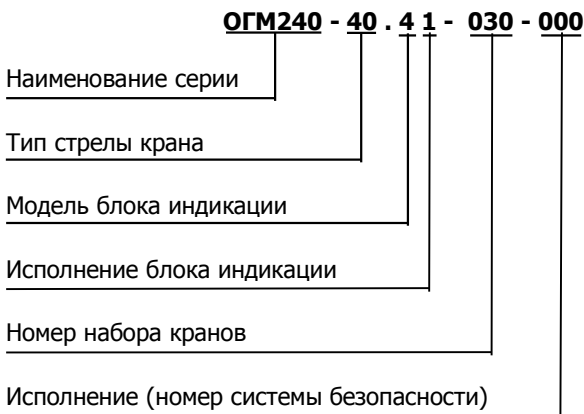 ОГМ240 - 40 . 4 1 - 030 - 000
Наименование серии
Тип стрелы крана
Модель блока индикации
Исполнение блока индикации
Номер набора кранов
Исполнение (номер системы безопасности)